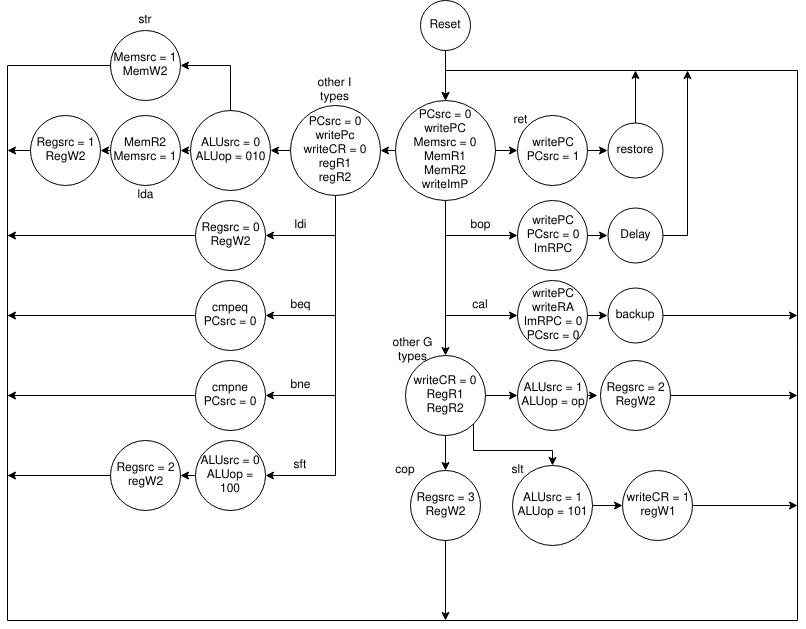 Reset
str
Memsrc = 1
MemW2
other I
types
PCsrc = 0
writePc
writeCR = 0
regR1
regR2
PCsrc = 0
writePC
Memsrc = 0
MemR1
MemR2
writeImP
ret
writePC
PCsrc = 1
restore
Regsrc = 1
RegW2
MemR2
Memsrc = 1
lda
ALUsrc = 0
ALUop = 010
Regsrc = 0
RegW2
ldi
bop
writePC
PCsrc = 0
ImRPC
Delay
cmpeq
PCsrc = 0
beq
cal
writePC
writeRA
ImRPC = 0
PCsrc = 0
backup
other G
types
cmpne
PCsrc = 0
bne
writeCR = 0
RegR1
RegR2
ALUsrc = 1
ALUop = op
Regsrc = 2
RegW2
Regsrc = 2
regW2
ALUsrc = 0
ALUop =
100
sft
cop
Regsrc = 3
RegW2
slt
ALUsrc = 1
ALUop = 101
writeCR = 1
regW1